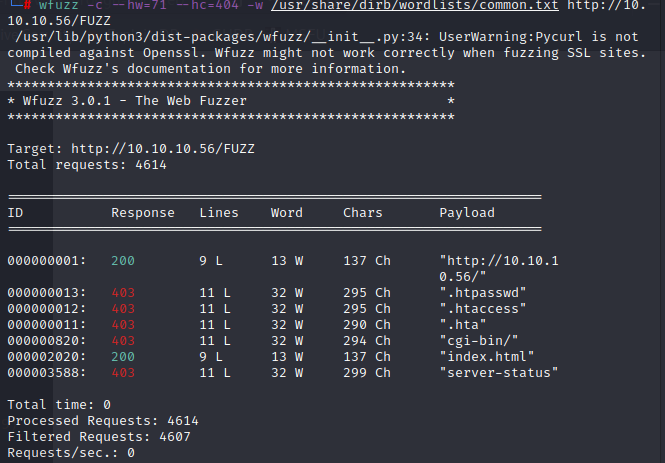 └─# wfuzz -c --hw=71 --hc=404 -w /usr/share/dirb/wordlists/common.txt http://10.
10.10.56/FUZZ
 /usr/lib/python3/dist-packages/wfuzz/__init__.py:34: UserWarning:Pycurl is not
compiled against Openssl. Wfuzz might not work correctly when fuzzing SSL sites.
 Check Wfuzz's documentation for more information.
********************************************************
* Wfuzz 3.0.1 - The Web Fuzzer                         *
********************************************************

Target: http://10.10.10.56/FUZZ
Total requests: 4614

===================================================================
ID           Response   Lines    Word     Chars       Payload
===================================================================

000000001:   200        9 L      13 W     137 Ch      "http://10.10.1
                                                      0.56/"
000000013:   403        11 L     32 W     295 Ch      ".htpasswd"
000000012:   403        11 L     32 W     295 Ch      ".htaccess"
000000011:   403        11 L     32 W     290 Ch      ".hta"
000000820:   403        11 L     32 W     294 Ch      "cgi-bin/"
000002020:   200        9 L      13 W     137 Ch      "index.html"
000003588:   403        11 L     32 W     299 Ch      "server-status"

Total time: 0
Processed Requests: 4614
Filtered Requests: 4607
Requests/sec.: 0